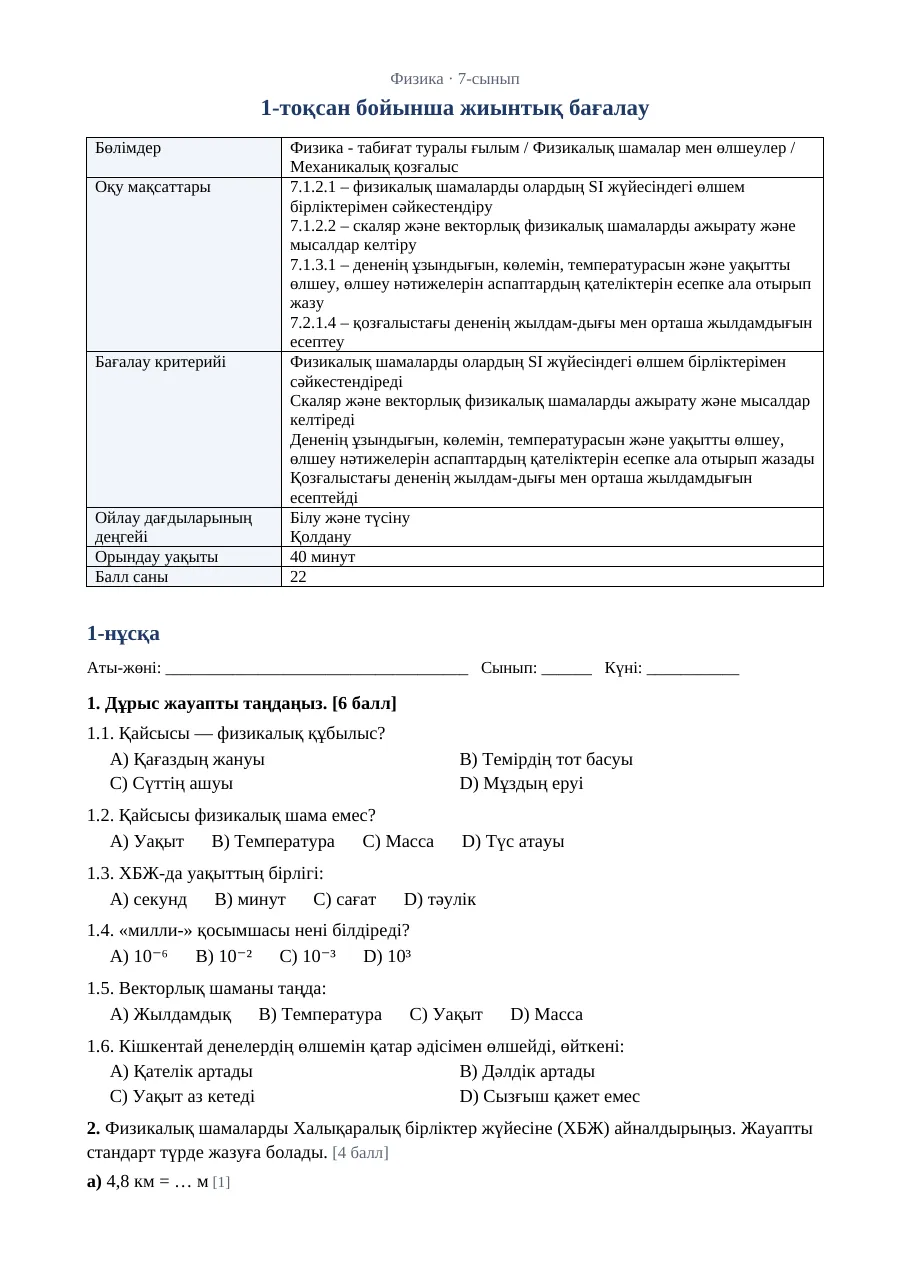 Физика · 7-сынып
1-тоқсан бойынша жиынтық бағалау
Бөлімдер
Физика - табиғат туралы ғылым / Физикалық шамалар мен өлшеулер /
Механикалық қозғалыс
Оқу мақсаттары
7.1.2.1 – физикалық шамаларды олардың SI жүйесіндегі өлшем
бірліктерімен сәйкестендіру
7.1.2.2 – скаляр және векторлық физикалық шамаларды ажырату және
мысалдар келтіру
7.1.3.1 – дененің ұзындығын, көлемін, температурасын және уақытты
өлшеу, өлшеу нәтижелерін аспаптардың қателіктерін есепке ала отырып
жазу
7.2.1.4 – қозғалыстағы дененің жылдам-дығы мен орташа жылдамдығын
есептеу
Бағалау критерийі
Физикалық шамаларды олардың SI жүйесіндегі өлшем бірліктерімен
сәйкестендіреді
Скаляр және векторлық физикалық шамаларды ажырату және мысалдар
келтіреді
Дененің ұзындығын, көлемін, температурасын және уақытты өлшеу,
өлшеу нәтижелерін аспаптардың қателіктерін есепке ала отырып жазады
Қозғалыстағы дененің жылдам-дығы мен орташа жылдамдығын
есептейді
Ойлау дағдыларының
деңгейі
Білу және түсіну
Қолдану
Орындау уақыты
40 минут
Балл саны
22
1-нұсқа
Аты-жөні: ____________________________________ Сынып: ______ Күні: ___________
1. Дұрыс жауапты таңдаңыз. [6 балл]
1.1. Қайсысы — физикалық құбылыс?
A) Қағаздың жануы B) Темірдің тот басуы
C) Сүттің ашуы D) Мұздың еруі
1.2. Қайсысы физикалық шама емес?
A) Уақыт B) Температура C) Масса D) Түс атауы
1.3. ХБЖ-да уақыттың бірлігі:
A) секунд B) минут C) сағат D) тәулік
1.4. «милли-» қосымшасы нені білдіреді?
A) 10⁻⁶ B) 10⁻² C) 10⁻³ D) 10³
1.5. Векторлық шаманы таңда:
A) Жылдамдық B) Температура C) Уақыт D) Масса
1.6. Кішкентай денелердің өлшемін қатар әдісімен өлшейді, өйткені:
A) Қателік артады B) Дәлдік артады
C) Уақыт аз кетеді D) Сызғыш қажет емес
2. Физикалық шамаларды Халықаралық бірліктер жүйесіне (ХБЖ) айналдырыңыз. Жауапты
стандарт түрде жазуға болады. [4 балл]
а) 4,8 км = … м [1]